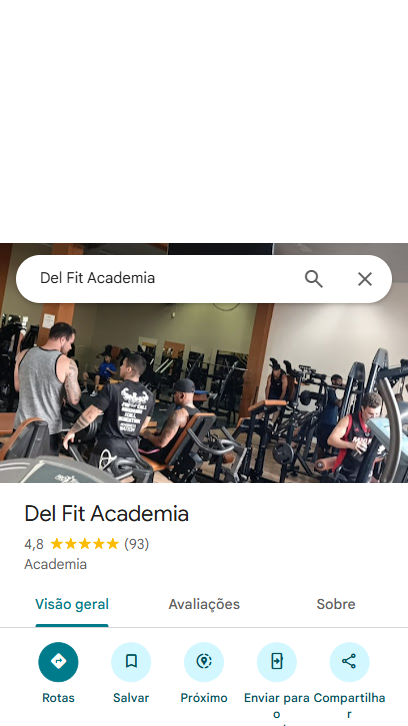 Del Fit Academia
Del Fit Academia
4,8 ★★★★★ (93)
Academia
Visão geral Avaliações Sobre
Rotas Salvar Próximo Enviar para Compartilha
o r